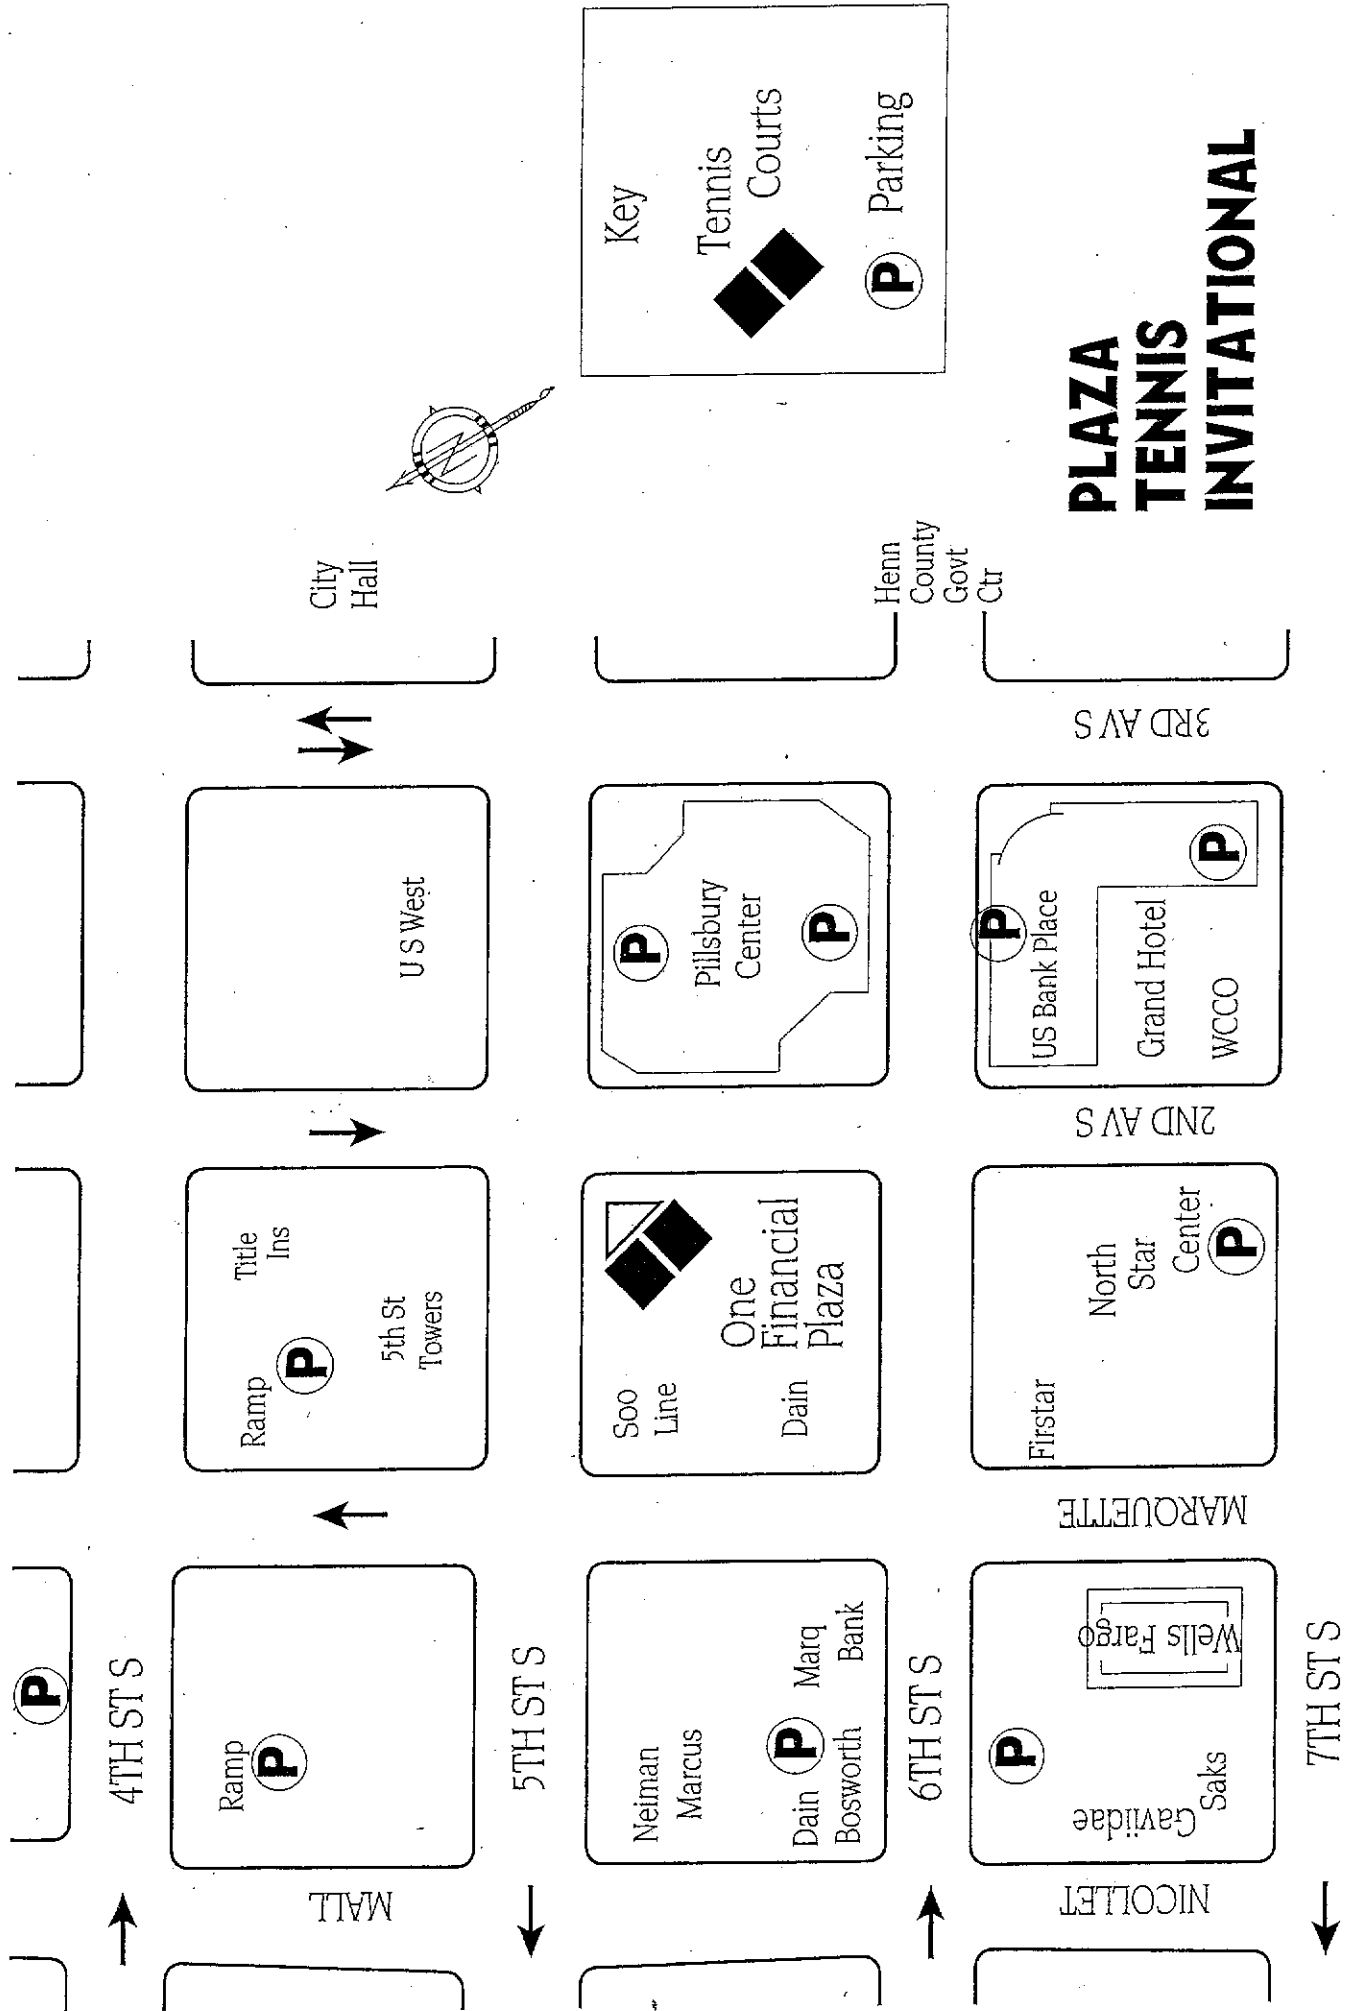 4TH ST S
5TH ST S
6TH ST S
7TH ST S
NICOLLET
MALL
MARQUETTE
2ND AV S
3RD AV S
P
Ramp
P
Neiman
Marcus
Dain
Bosworth
P
Marq
Bank
P
Gaviidae
Saks
Wells Fargo
Ramp
P
Title
Ins
5th St
Towers
Soo
Line
Dain
One
Financial
Plaza
Firstar
North
Star
Center
P
U S West
P
Pillsbury
Center
P
P
US Bank Place
Grand Hotel
WCCO
P
City
Hall
Henn
County
Govt
Ctr
N
Key
Tennis
Courts
P Parking
PLAZA
TENNIS
INVITATIONAL